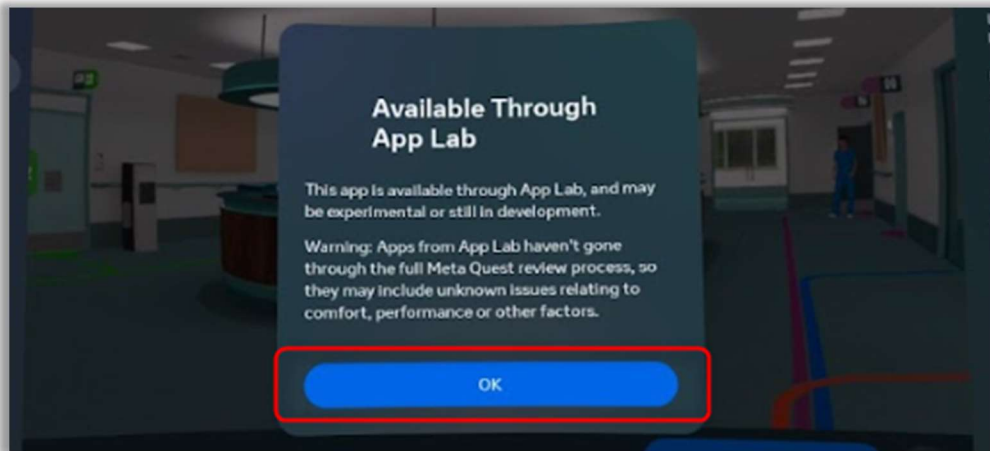 Available Through
App Lab
This app is available through App Lab, and may
be experimental or still in development.
Warning: Apps from App Lab haven't gone
through the full Meta Quest review process, so
they may include unknown issues relating to
comfort, performance or other factors.
OK